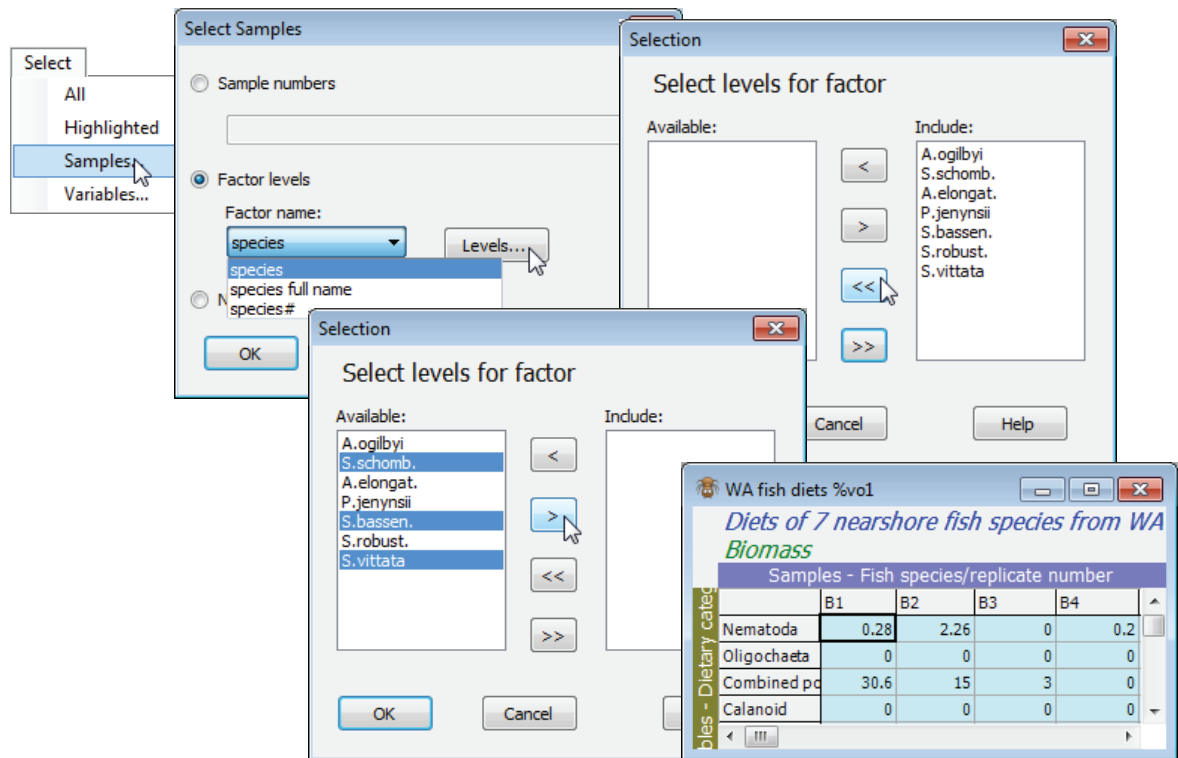 Select
All
Highlighted
Samples...
Variables...
Select Samples
Sample numbers
Factor levels
Factor name:
species
Levels...
species
species full name
species#
N
OK
Selection
Select levels for factor
Available:
Include:
A.ogilbyi
S.schomb.
A.elongat.
P.jenynsii
S.bassen.
S.robust.
S.vittata
<
>
<<
>>
Cancel
Help
Selection
Select levels for factor
Available:
Include:
A.ogilbyi
S.schomb.
A.elongat.
P.jenynsii
S.bassen.
S.robust.
S.vittata
<
>
<<
>>
OK
Cancel
WA fish diets %vo1
Diets of 7 nearshore fish species from WA
Biomass
Samples - Fish species/replicate number
bles - Dietary categ
B1 B2 B3 B4
Nematoda 0.28 2.26 0 0.2
Oligochaeta 0 0 0 0
Combined po 30.6 15 3 0
Calanoid 0 0 0 0